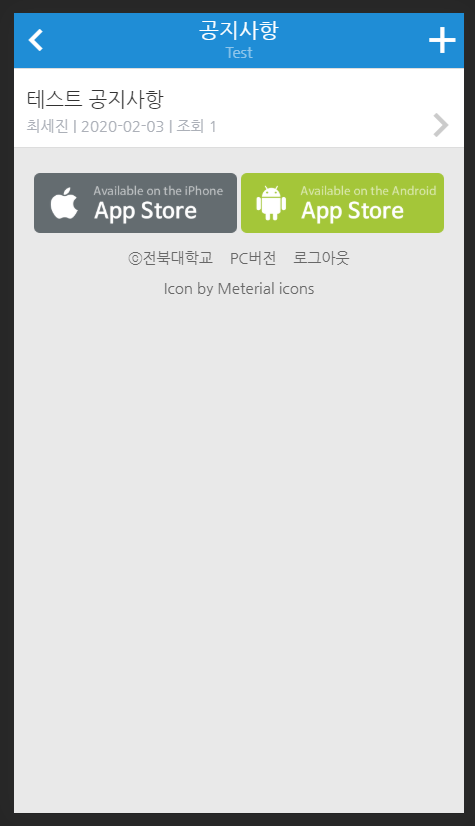 공지사항
Test
테스트 공지사항
최세진 | 2020-02-03 | 조회 1
Available on the iPhone
App Store
Available on the Android
App Store
ⓒ전북대학교 PC버전 로그아웃
Icon by Meterial icons